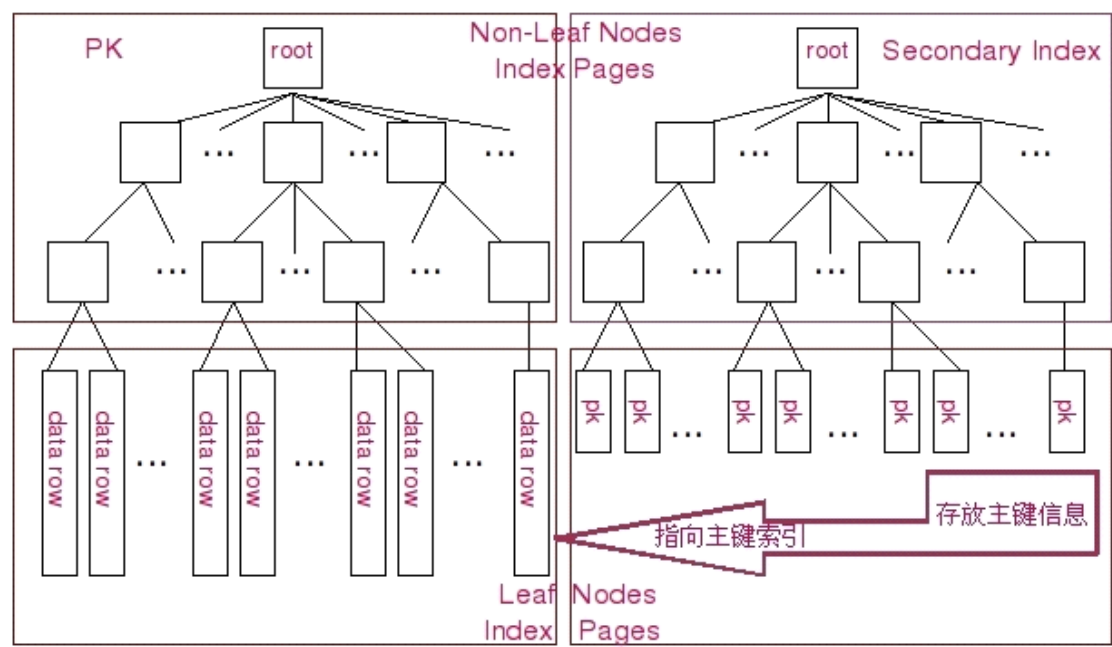 PK
root
Non-Leaf Nodes
Index Pages
root
Secondary Index
...
...
...
...
...
...
...
...
...
...
...
...
data row
data row
...
data row
data row
...
data row
data row
...
data row
pk
pk
...
pk
pk
...
pk
pk
...
pk
存放主键信息
指向主键索引
Leaf Nodes
Index Pages